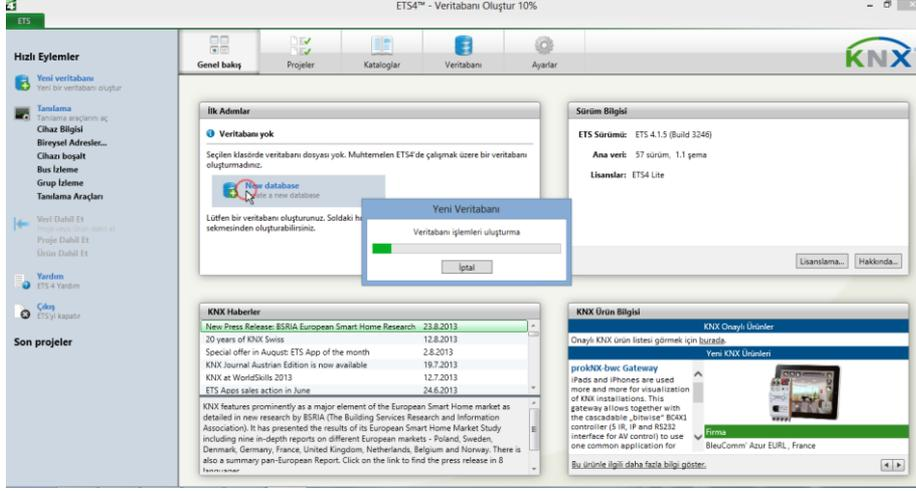 ETS4™ - Veritabanı Oluştur 10%
ETS
Genel bakış
Projeler
Kataloglar
Veritabanı
Ayarlar
KNX
Hızlı Eylemler
Yeni veritabanı
Yeni bir veritabanı oluştur
Tanılama
Tanılama araçlarını aç
Cihaz Bilgisi
Bireysel Adresler...
Cihazı boşalt
Bus İzleme
Grup İzleme
Tanılama Araçları
Veri Dahil Et
Proje veya Ürün dahil et
Proje Dahil Et
Ürün Dahil Et
Yardım
ETS 4 Yardım
Çıkış
ETS'yi kapatır
Son projeler
İlk Adımlar
Veritabanı yok
Seçilen klasörde veritabanı dosyası yok. Muhtemelen ETS4'de çalışmak üzere bir veritabanı
oluşturmadınız.
New database
a new database
Lütfen bir veritabanı oluşturunuz. Soldaki
sekmesinden oluşturabilirsiniz.
Yeni Veritabanı
Veritabanı işlemleri oluşturma
İptal
Sürüm Bilgisi
ETS Sürümü: ETS 4.1.5 (Build 3246)
Ana veri: 57 sürüm, 1.1 şema
Lisanslar: ETS4 Lite
Lisanslama... Hakkında...
KNX Haberler
New Press Release: BSRIA European Smart Home Research 23.8.2013
20 years of KNX Swiss 12.8.2013
Special offer in August: ETS App of the month 2.8.2013
KNX Journal Austrian Edition is now available 19.7.2013
KNX at WorldSkills 2013 12.7.2013
ETS Apps sales action in June 24.6.2013
KNX features prominently as a major element of the European Smart Home market as
detailed in new research by BSRIA (The Building Services Research and Information
Association). It has presented the results of its European Smart Home Market Study
including nine in-depth reports on different European markets - Poland, Sweden,
Denmark, Germany, France, United Kingdom, Netherlands, Belgium and Norway. There is
also a summary pan-European Report. Click on the link to find the press release in 8
languages
KNX Ürün Bilgisi
KNX Onaylı Ürünler
Onaylı KNX ürün listesi görmek için burada.
Yeni KNX Ürünleri
prokNX-bwc Gateway
iPads and iPhones are used
more and more for visualization
of KNX installations. This
gateway allows together with
the cascadable „bitwise" BC4X1
controller (5 IR, IP and RS232
interface for AV control) to use
one common application for
Firma
BleuComm' Azur EURL , France
Bu ürünle ilgili daha fazla bilgi göster.